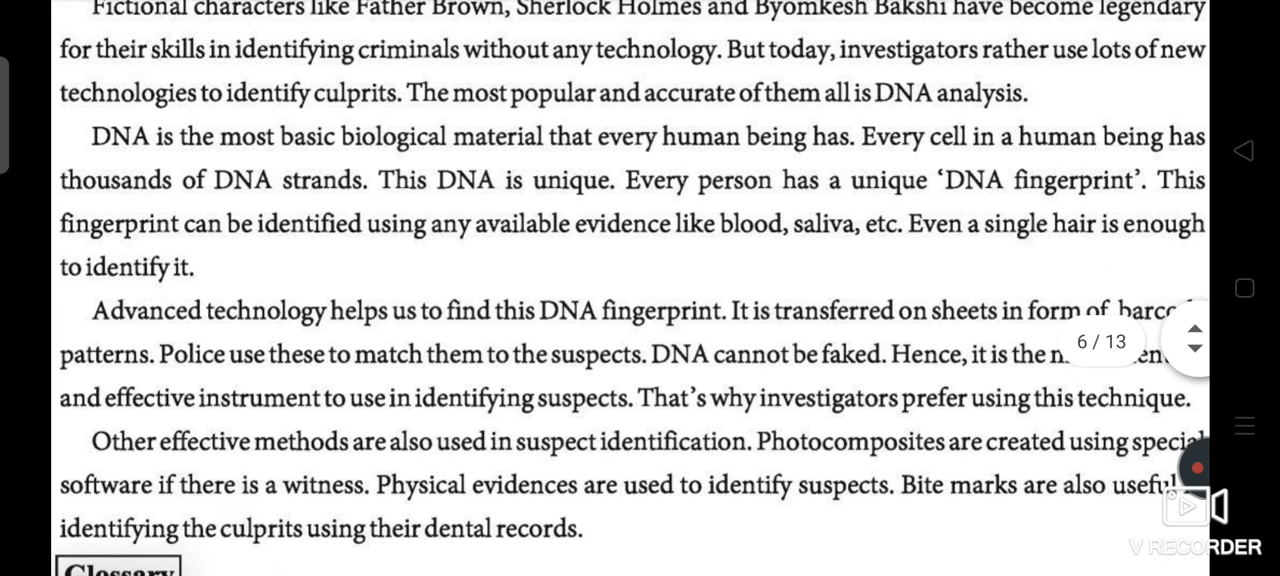 Fictional characters like Father Brown, Sherlock Holmes and Byomkesh Bakshi have become legendary
for their skills in identifying criminals without any technology. But today, investigators rather use lots of new
technologies to identify culprits. The most popular and accurate of them all is DNA analysis.
DNA is the most basic biological material that every human being has. Every cell in a human being has
thousands of DNA strands. This DNA is unique. Every person has a unique ‘DNA fingerprint’. This
fingerprint can be identified using any available evidence like blood, saliva, etc. Even a single hair is enough
to identify it.
Advanced technology helps us to find this DNA fingerprint. It is transferred on sheets in form of
patterns. Police use these to match them to the suspects. DNA cannot be faked. Hence, it is the
6 / 13
and effective instrument to use in identifying suspects. That’s why investigators prefer using this technique.
Other effective methods are also used in suspect identification. Photocomposites are created using special
software if there is a witness. Physical evidences are used to identify suspects. Bite marks are also useful
identifying the culprits using their dental records.
V RECORDER
Glossary